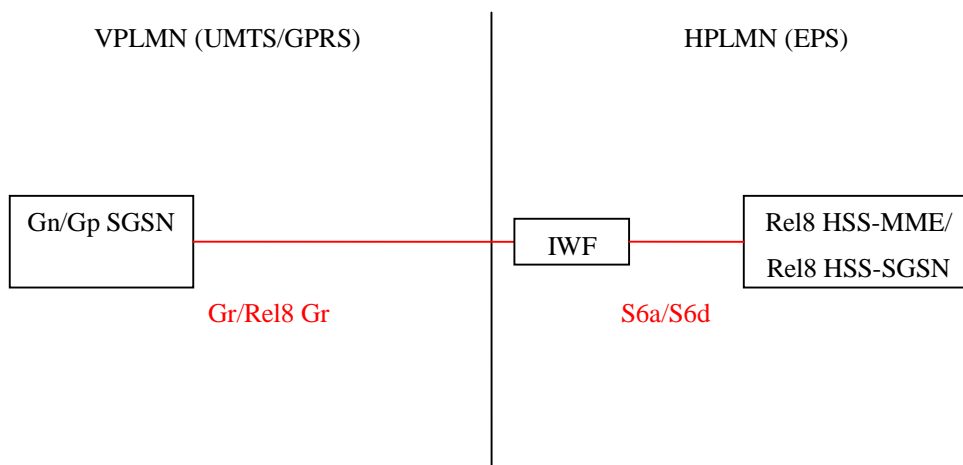 VPLMN (UMTS/GPRS)
HPLMN (EPS)
Gn/Gp SGSN
IWF
Rel8 HSS-MME/
Rel8 HSS-SGSN
Gr/Rel8 Gr
S6a/S6d